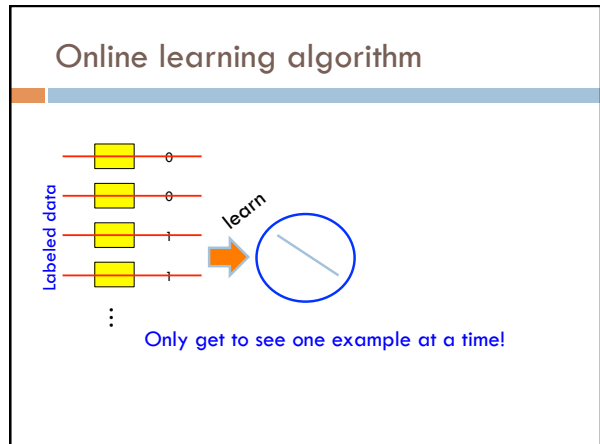 Online learning algorithm
Labeled data
0
0
1
1
⋮
learn
Only get to see one example at a time!